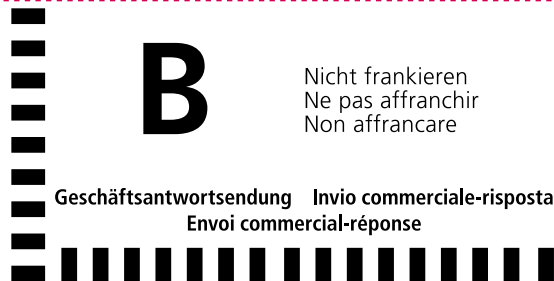 B
Nicht frankieren
Ne pas affranchir
Non affrancare
Geschäftsantwortsendung Invio commerciale-risposta
Envoi commercial-réponse